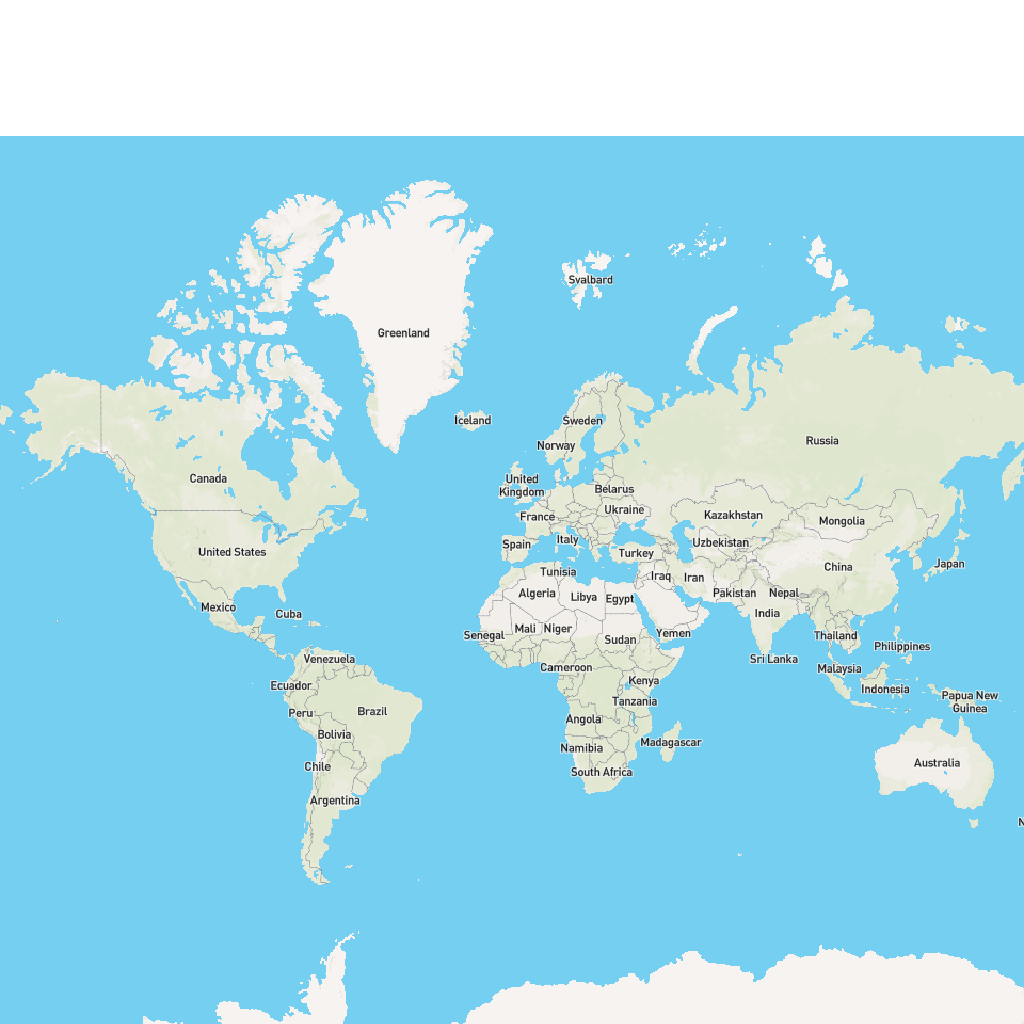 Svalbard
Greenland
Iceland
Sweden
Russia
Norway
Canada
United
Kingdom
Belarus
Ukraine
Kazakhstan
France
Mongolia
Italy
Spain
Uzbekistan
United States
Turkey
Japan
China
Tunisia
Iraq
Iran
Algeria
Libya
Egypt
Pakistan
Nepal
Mexico
Cuba
India
Mali
Niger
Senegal
Yemen
Thailand
Sudan
Philippines
Venezuela
Sri Lanka
Cameroon
Malaysia
Ecuador
Kenya
Indonesia
Papua New
Guinea
Tanzania
Peru
Brazil
Angola
Bolivia
Madagascar
Namibia
Chile
Australia
South Africa
Argentina
N